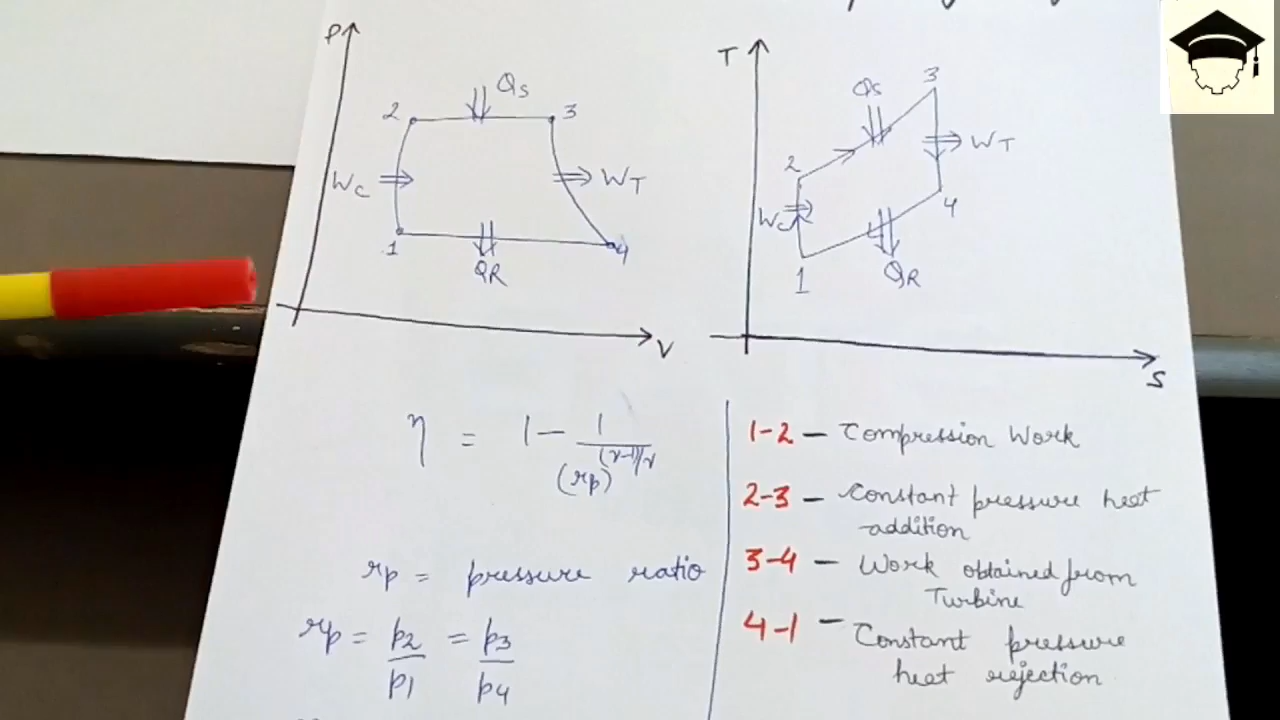 P
2
Qs
3
Wc
WT
1
QR
4
V
T
3
Qs
2
WT
Wc
4
1
QR
S
η = 1 - 1/(rp)^(γ-1)/γ
rp = pressure ratio
rp = p2/p1 = p3/p4
1-2 - Compression Work
2-3 - Constant pressure heat
addition
3-4 - Work obtained from
Turbine
4-1 - Constant pressure
heat rejection